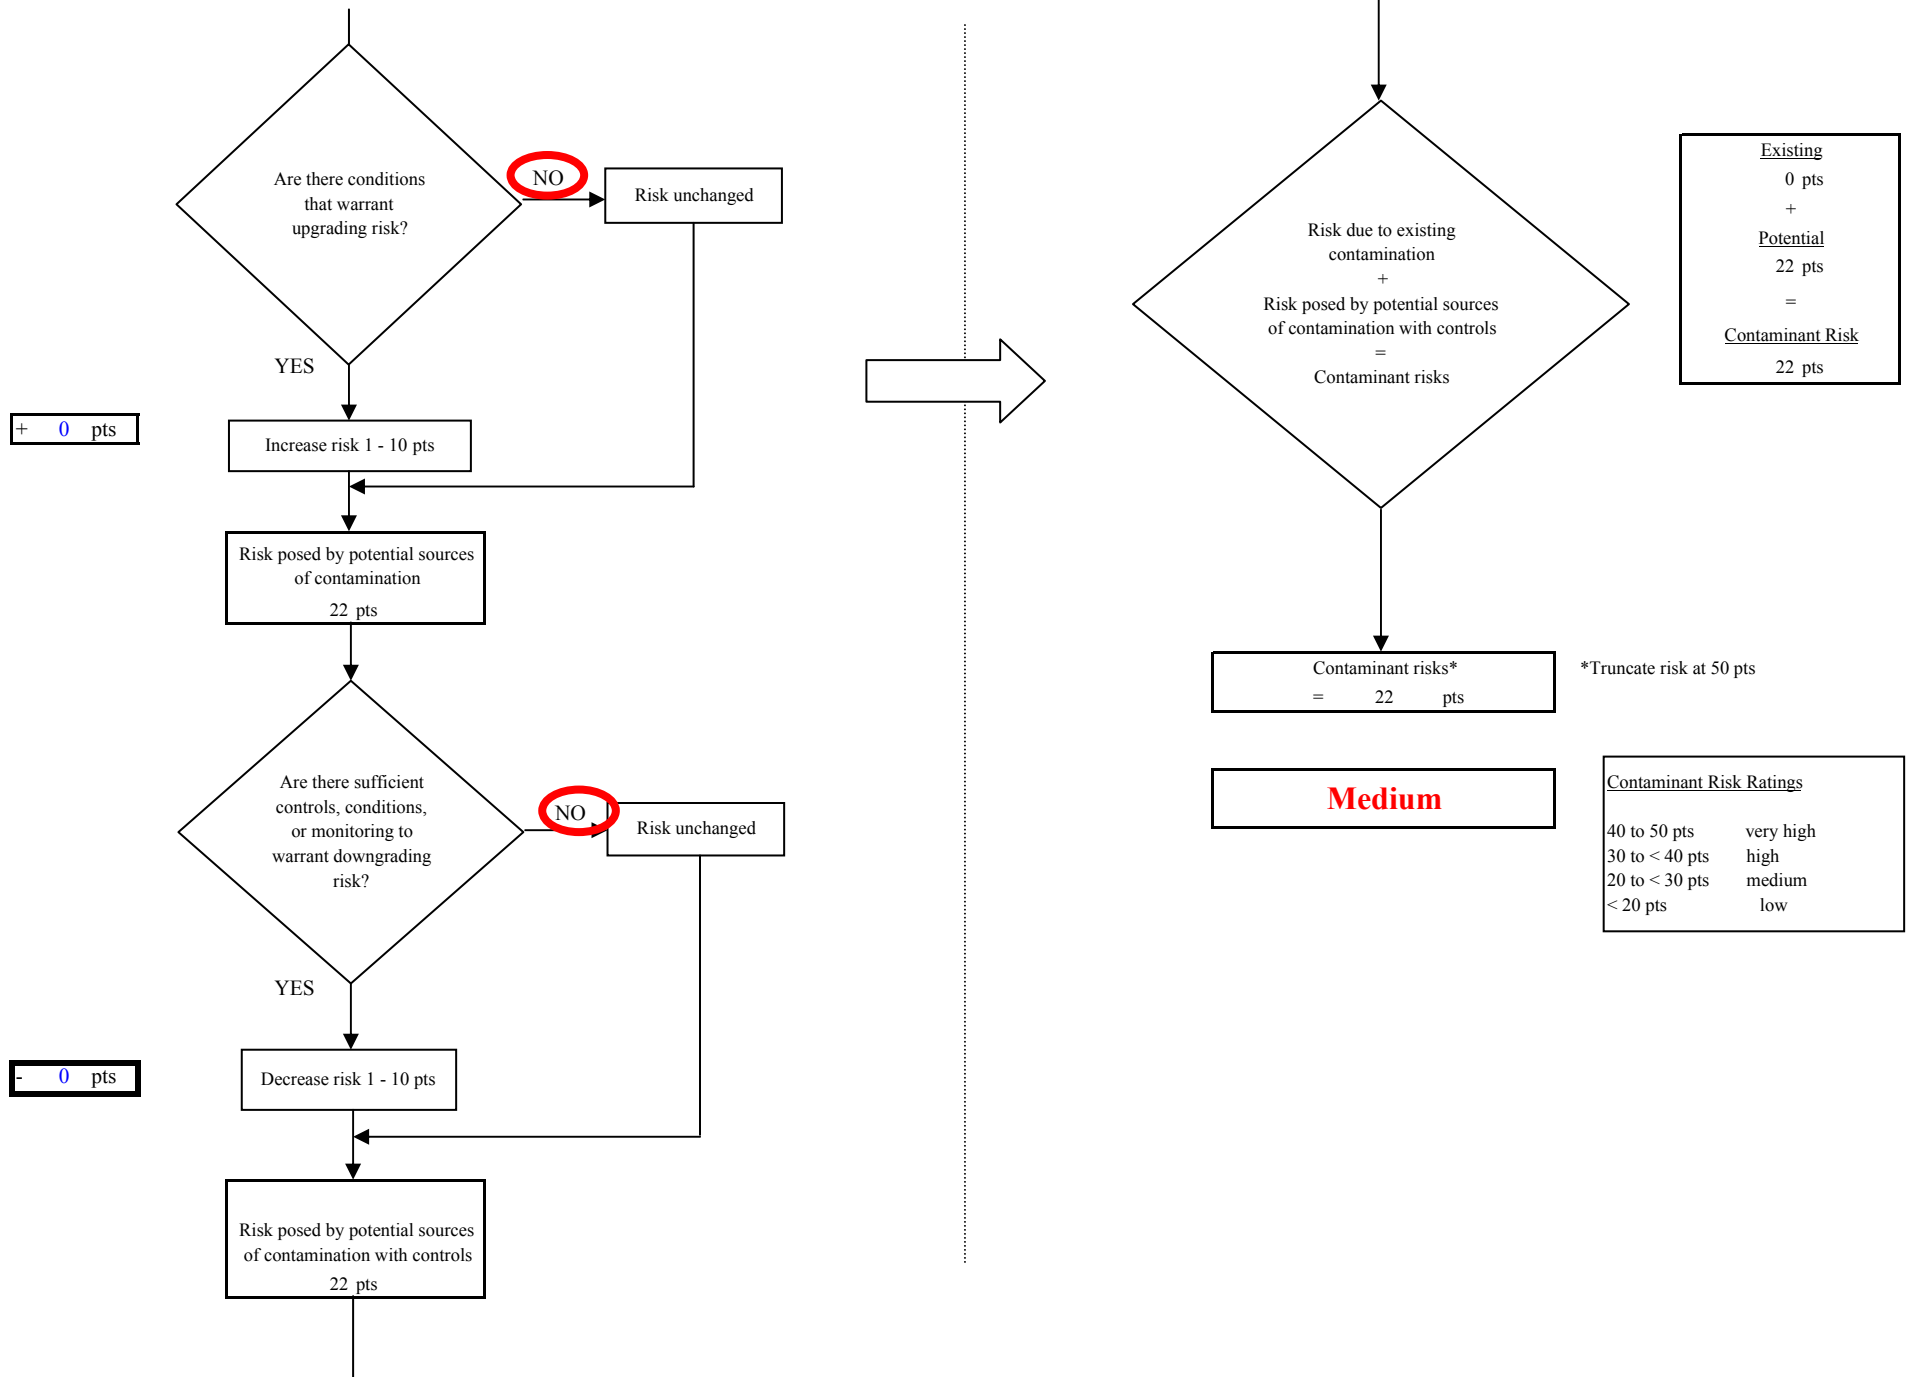 Are there conditions
that warrant
upgrading risk?
NO
Risk unchanged
YES
+ 0 pts
Increase risk 1 - 10 pts
Risk posed by potential sources
of contamination
22 pts
Are there sufficient
controls, conditions,
or monitoring to
warrant downgrading
risk?
NO
Risk unchanged
YES
- 0 pts
Decrease risk 1 - 10 pts
Risk posed by potential sources
of contamination with controls
22 pts
Risk due to existing
contamination
+
Risk posed by potential sources
of contamination with controls
=
Contaminant risks
Existing
0 pts
+
Potential
22 pts
=
Contaminant Risk
22 pts
Contaminant risks*
= 22 pts
*Truncate risk at 50 pts
Medium
Contaminant Risk Ratings
40 to 50 pts very high
30 to < 40 pts high
20 to < 30 pts medium
< 20 pts low